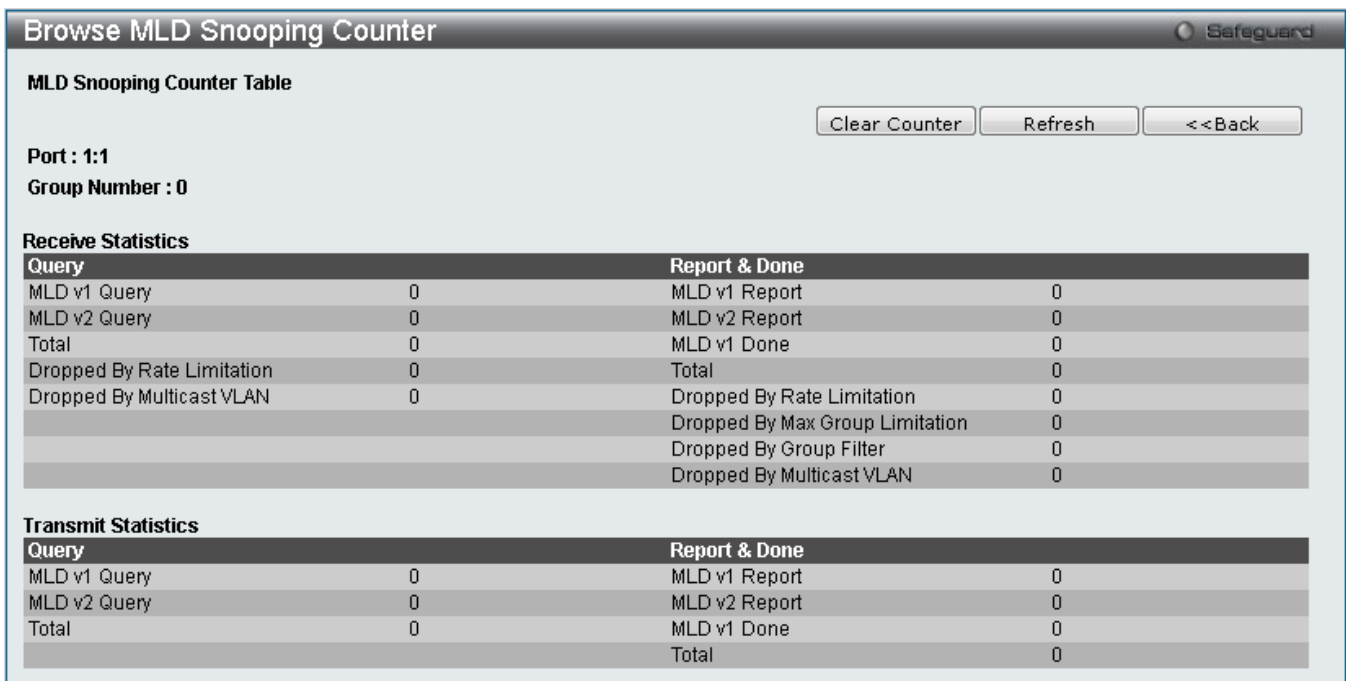 Browse MLD Snooping Counter Safeguard
MLD Snooping Counter Table
Clear Counter Refresh <<Back
Port : 1:1
Group Number : 0
Receive Statistics
Query Report & Done
MLD v1 Query 0 MLD v1 Report 0
MLD v2 Query 0 MLD v2 Report 0
Total 0 MLD v1 Done 0
Dropped By Rate Limitation 0 Total 0
Dropped By Multicast VLAN 0 Dropped By Rate Limitation 0
Dropped By Max Group Limitation 0
Dropped By Group Filter 0
Dropped By Multicast VLAN 0
Transmit Statistics
Query Report & Done
MLD v1 Query 0 MLD v1 Report 0
MLD v2 Query 0 MLD v2 Report 0
Total 0 MLD v1 Done 0
Total 0